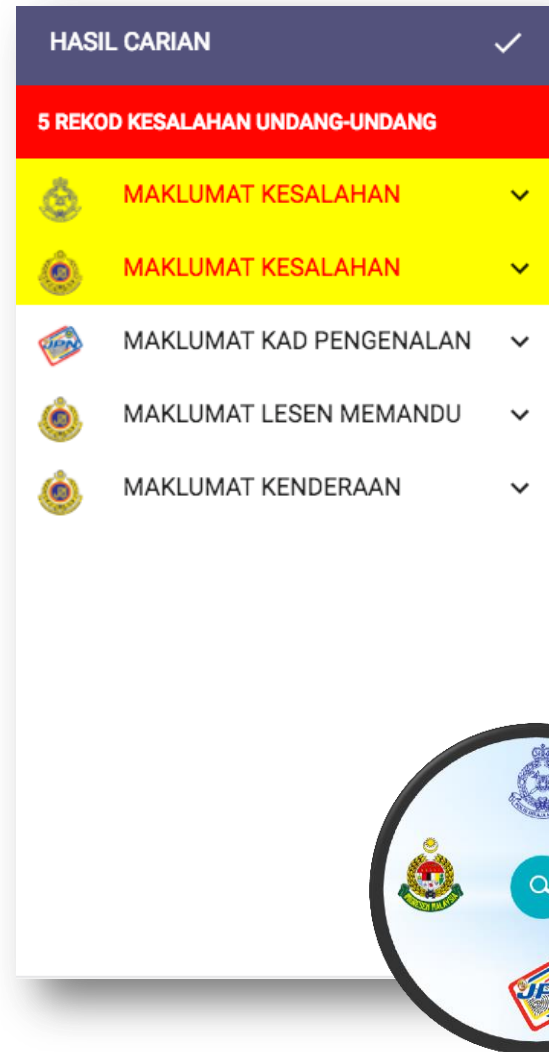 HASIL CARIAN
5 REKOD KESALAHAN UNDANG-UNDANG
MAKLUMAT KESALAHAN
MAKLUMAT KESALAHAN
JPN MAKLUMAT KAD PENGENALAN
MAKLUMAT LESEN MEMANDU
MAKLUMAT KENDERAAN